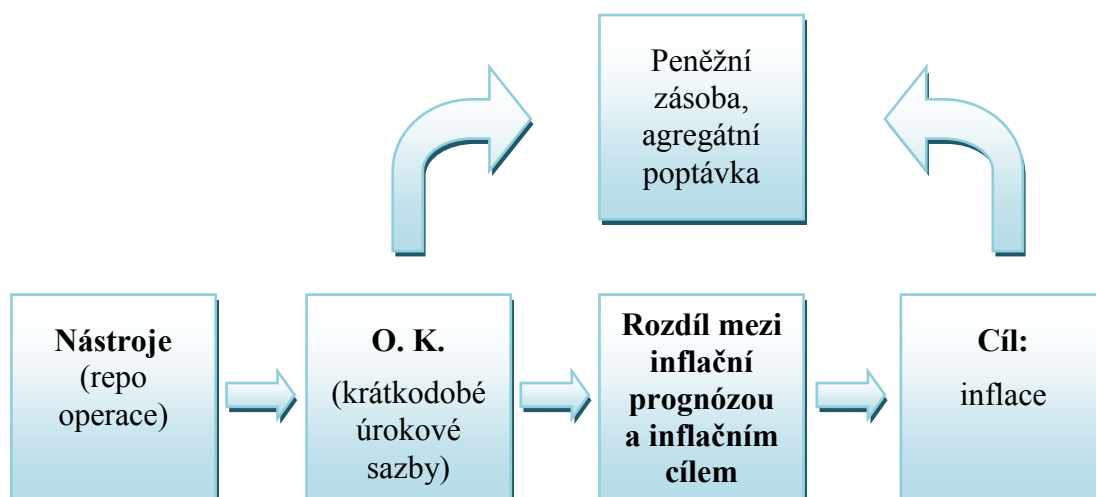 Peněžní
zásoba,
agregátní
poptávka
Nástroje
(repo
operace)
O. K.
(krátkodobé
úrokové
sazby)
Rozdíl mezi
inflační
prognózou
a inflačním
cílem
Cíl:
inflace